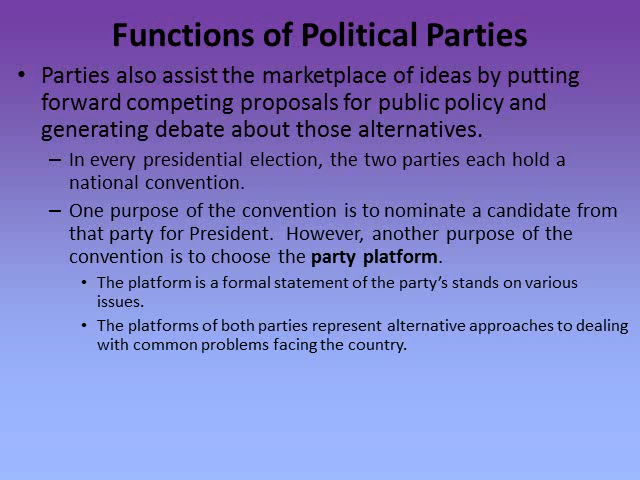 Functions of Political Parties
• Parties also assist the marketplace of ideas by putting
forward competing proposals for public policy and
generating debate about those alternatives.
– In every presidential election, the two parties each hold a
national convention.
– One purpose of the convention is to nominate a candidate from
that party for President.  However, another purpose of the
convention is to choose the party platform.
• The platform is a formal statement of the party’s stands on various
issues.
• The platforms of both parties represent alternative approaches to dealing
with common problems facing the country.